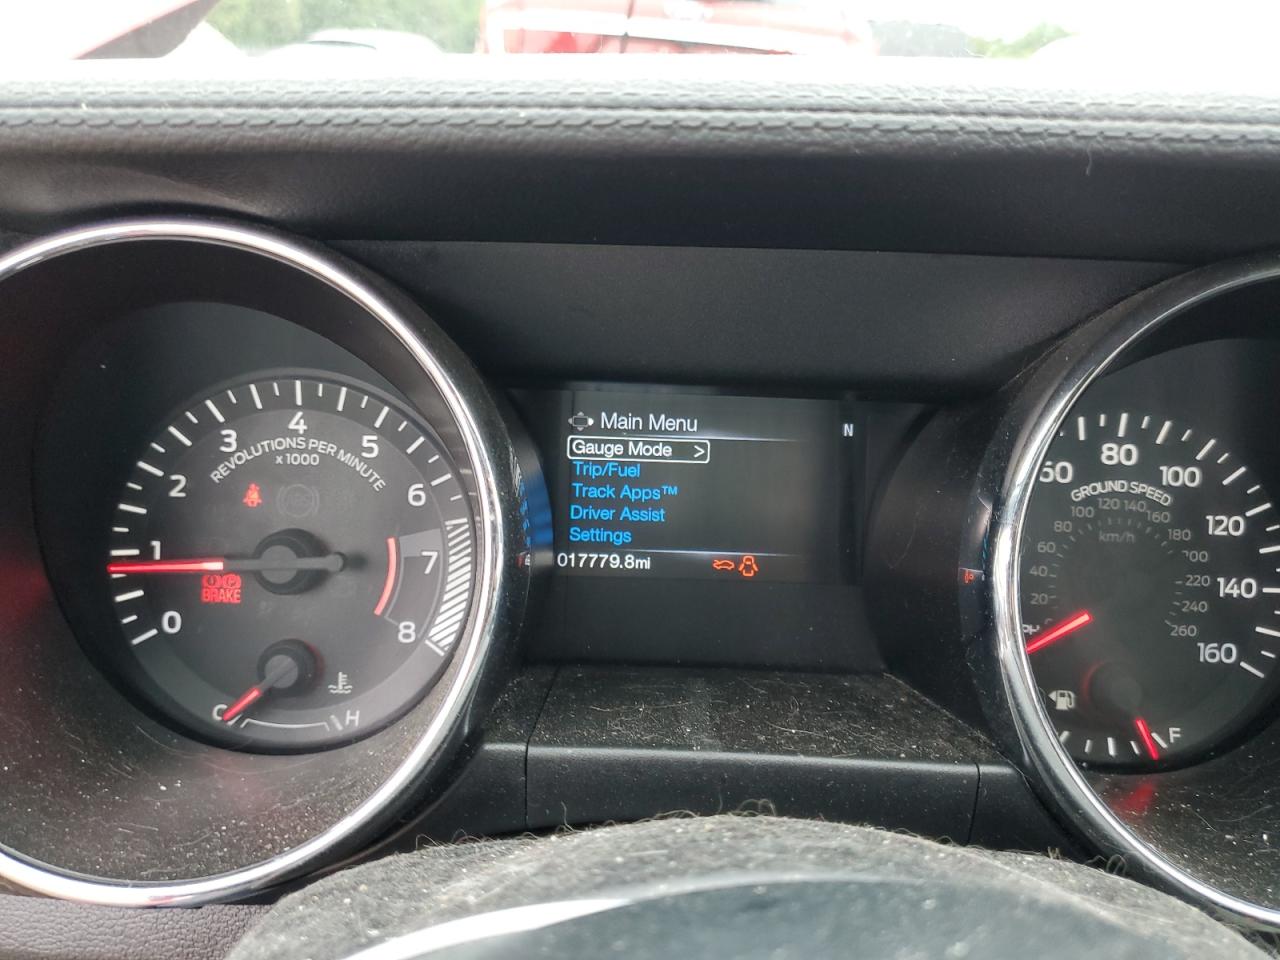 0
1
2
3
4
5
6
7
8
REVOLUTIONS PER MINUTE
x1000
BRAKE
C
H
Main Menu
N
Gauge Mode >
Trip/Fuel
Track Apps™
Driver Assist
Settings
017779.8mi
60
80
100
120
140
160
GROUND SPEED
20
40
60
80
100
120
140
160
180
200
220
240
260
km/h
F